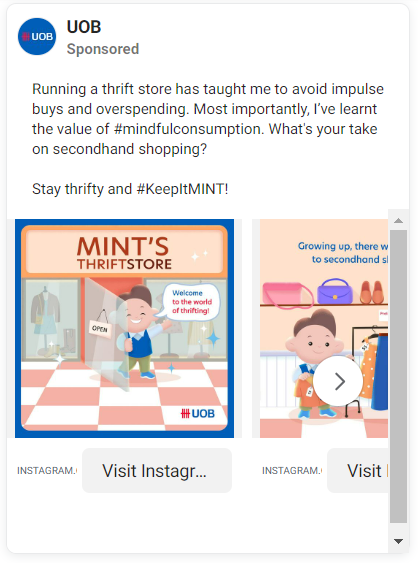 UOB
UOB
Sponsored
Running a thrift store has taught me to avoid impulse
buys and overspending. Most importantly, I've learnt
the value of #mindfulconsumption. What's your take
on secondhand shopping?
Stay thrifty and #KeepItMINT!
MINT'S
THRIFTSTORE
Welcome
to the world
of thrifting!
OPEN
UOB
Growing up, there w
to secondhand sh
INSTAGRAM.
Visit Instagr...
INSTAGRAM.
Visit